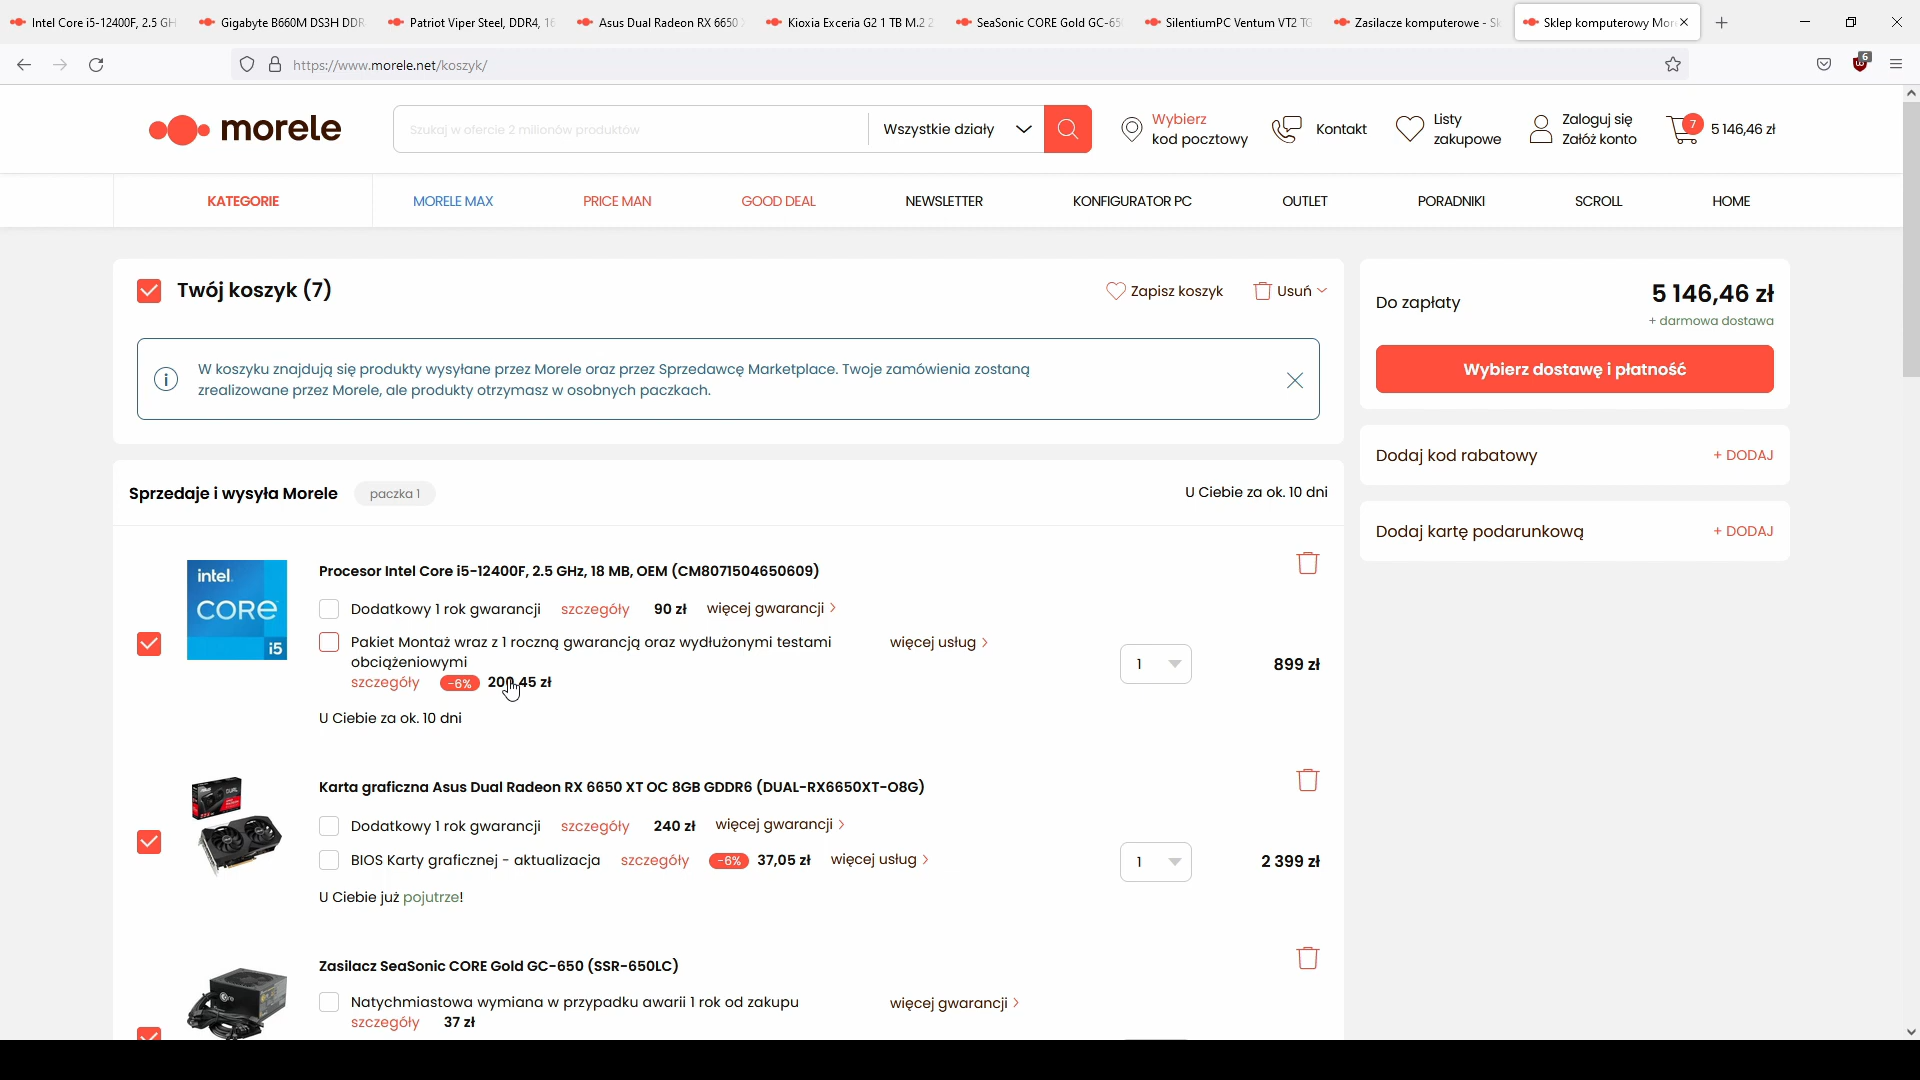 Intel Core i5-12400F, 2.5 GH
Gigabyte B660M DS3H DDR
Patriot Viper Steel, DDR4, 16
Asus Dual Radeon RX 6650
Kioxia Exceria G2 1 TB M.2 2
SeaSonic CORE Gold GC-65
SilentiumPC Ventum VT2 TG
Zasilacze komputerowe - Sk
Sklep komputerowy Mor
https://www.morele.net/koszyk/
6
morele
Szukaj w ofercie 2 milionów produktów
Wszystkie działy
Wybierz
kod pocztowy
Kontakt
Listy
zakupowe
Zaloguj się
Załóż konto
7
5 146,46 zł
KATEGORIE
MORELE MAX
PRICE MAN
GOOD DEAL
NEWSLETTER
KONFIGURATOR PC
OUTLET
PORADNIKI
SCROLL
HOME
Twój koszyk (7)
Zapisz koszyk
Usuń
W koszyku znajdują się produkty wysyłane przez Morele oraz przez Sprzedawcę Marketplace. Twoje zamówienia zostaną
zrealizowane przez Morele, ale produkty otrzymasz w osobnych paczkach.
Do zapłaty
5 146,46 zł
+ darmowa dostawa
Wybierz dostawę i płatność
Dodaj kod rabatowy
+ DODAJ
Dodaj kartę podarunkową
+ DODAJ
Sprzedaje i wysyła Morele
paczka 1
U Ciebie za ok. 10 dni
intel.
CORE
i5
Procesor Intel Core i5-12400F, 2.5 GHz, 18 MB, OEM (CM8071504650609)
Dodatkowy 1 rok gwarancji szczegóły 90 zł więcej gwarancji >
Pakiet Montaż wraz z 1 roczną gwarancją oraz wydłużonymi testami
obciążeniowymi
szczegóły -6% 200,45 zł
więcej usług >
1
899 zł
U Ciebie za ok. 10 dni
Karta graficzna Asus Dual Radeon RX 6650 XT OC 8GB GDDR6 (DUAL-RX6650XT-O8G)
Dodatkowy 1 rok gwarancji szczegóły 240 zł więcej gwarancji >
BIOS Karty graficznej - aktualizacja szczegóły -6% 37,05 zł więcej usług >
1
2 399 zł
U Ciebie już pojutrze!
Zasilacz SeaSonic CORE Gold GC-650 (SSR-650LC)
Natychmiastowa wymiana w przypadku awarii 1 rok od zakupu
szczegóły 37 zł
więcej gwarancji >